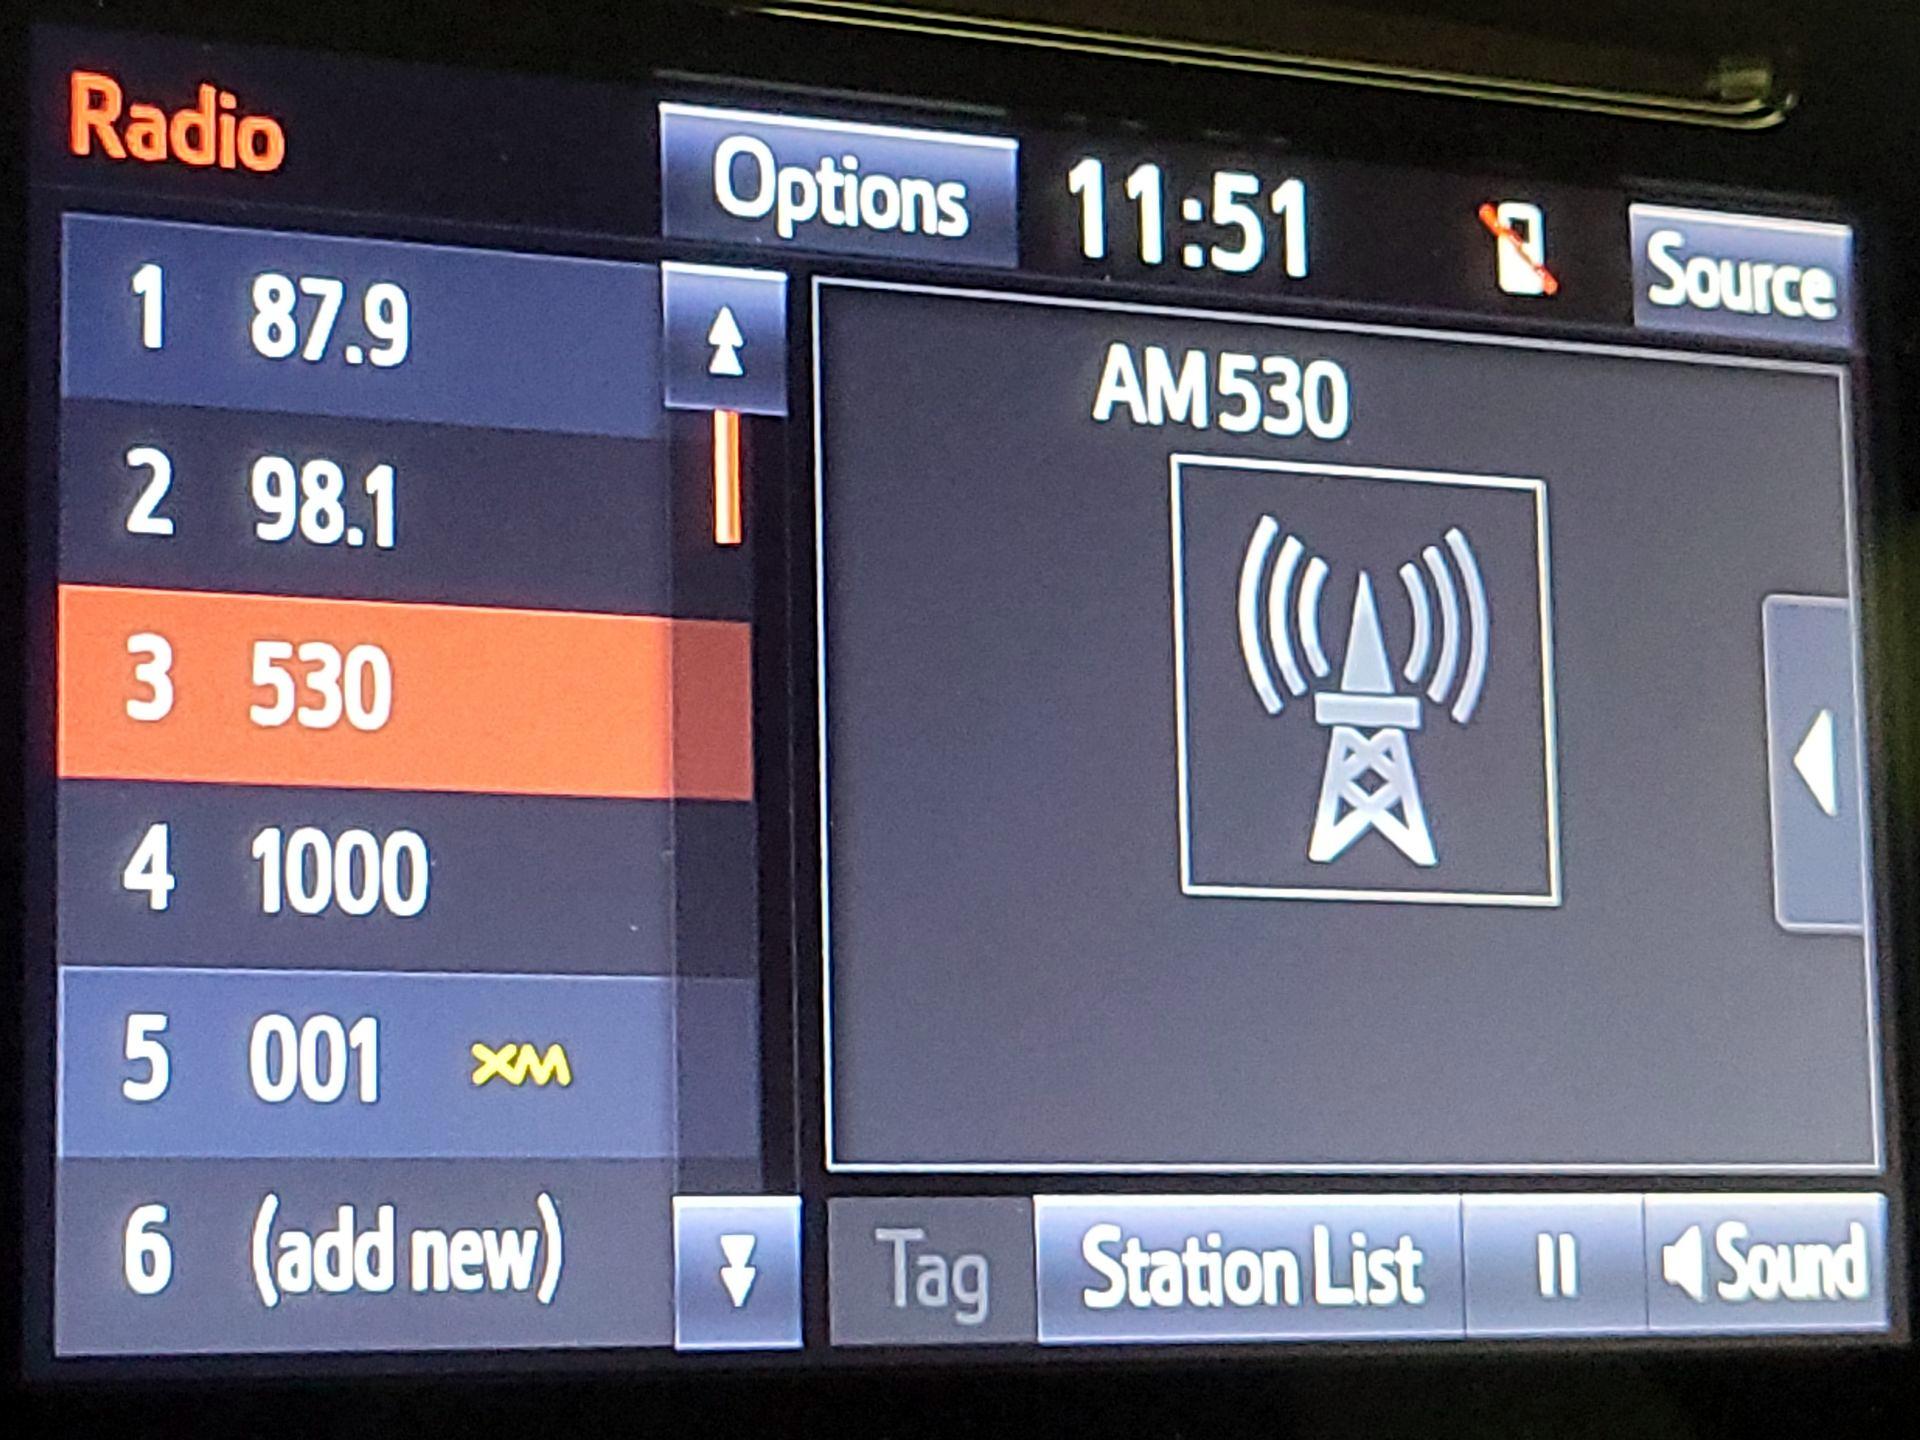 Radio
Options
11:51
Source
1 87.9
2 98.1
3 530
4 1000
5 001 XM
6 (add new)
AM530
Tag
Station List
Sound